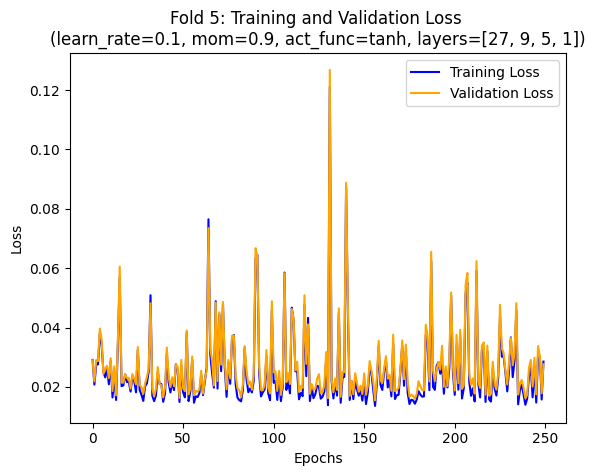 Fold 5: Training and Validation Loss
(learn_rate=0.1, mom=0.9, act_func=tanh, layers=[27, 9, 5, 1])
Training Loss
Validation Loss
0.12
0.10
0.08
0.06
0.04
0.02
Loss
0
50
100
150
200
250
Epochs